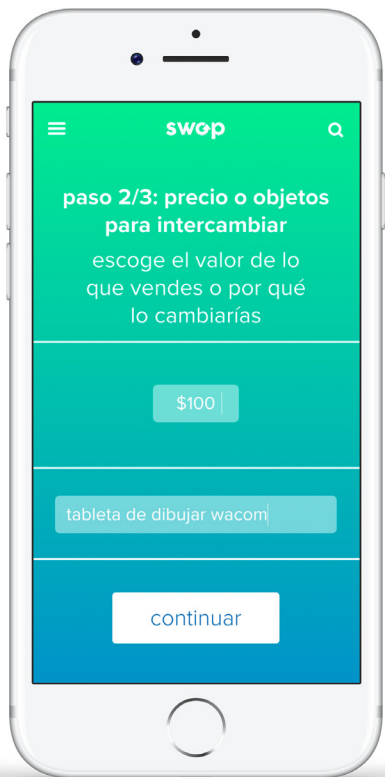 swop
paso 2/3: precio o objetos
para intercambiar
escoge el valor de lo
que vendes o por qué
lo cambiarías
$100
tableta de dibujar wacom
continuar